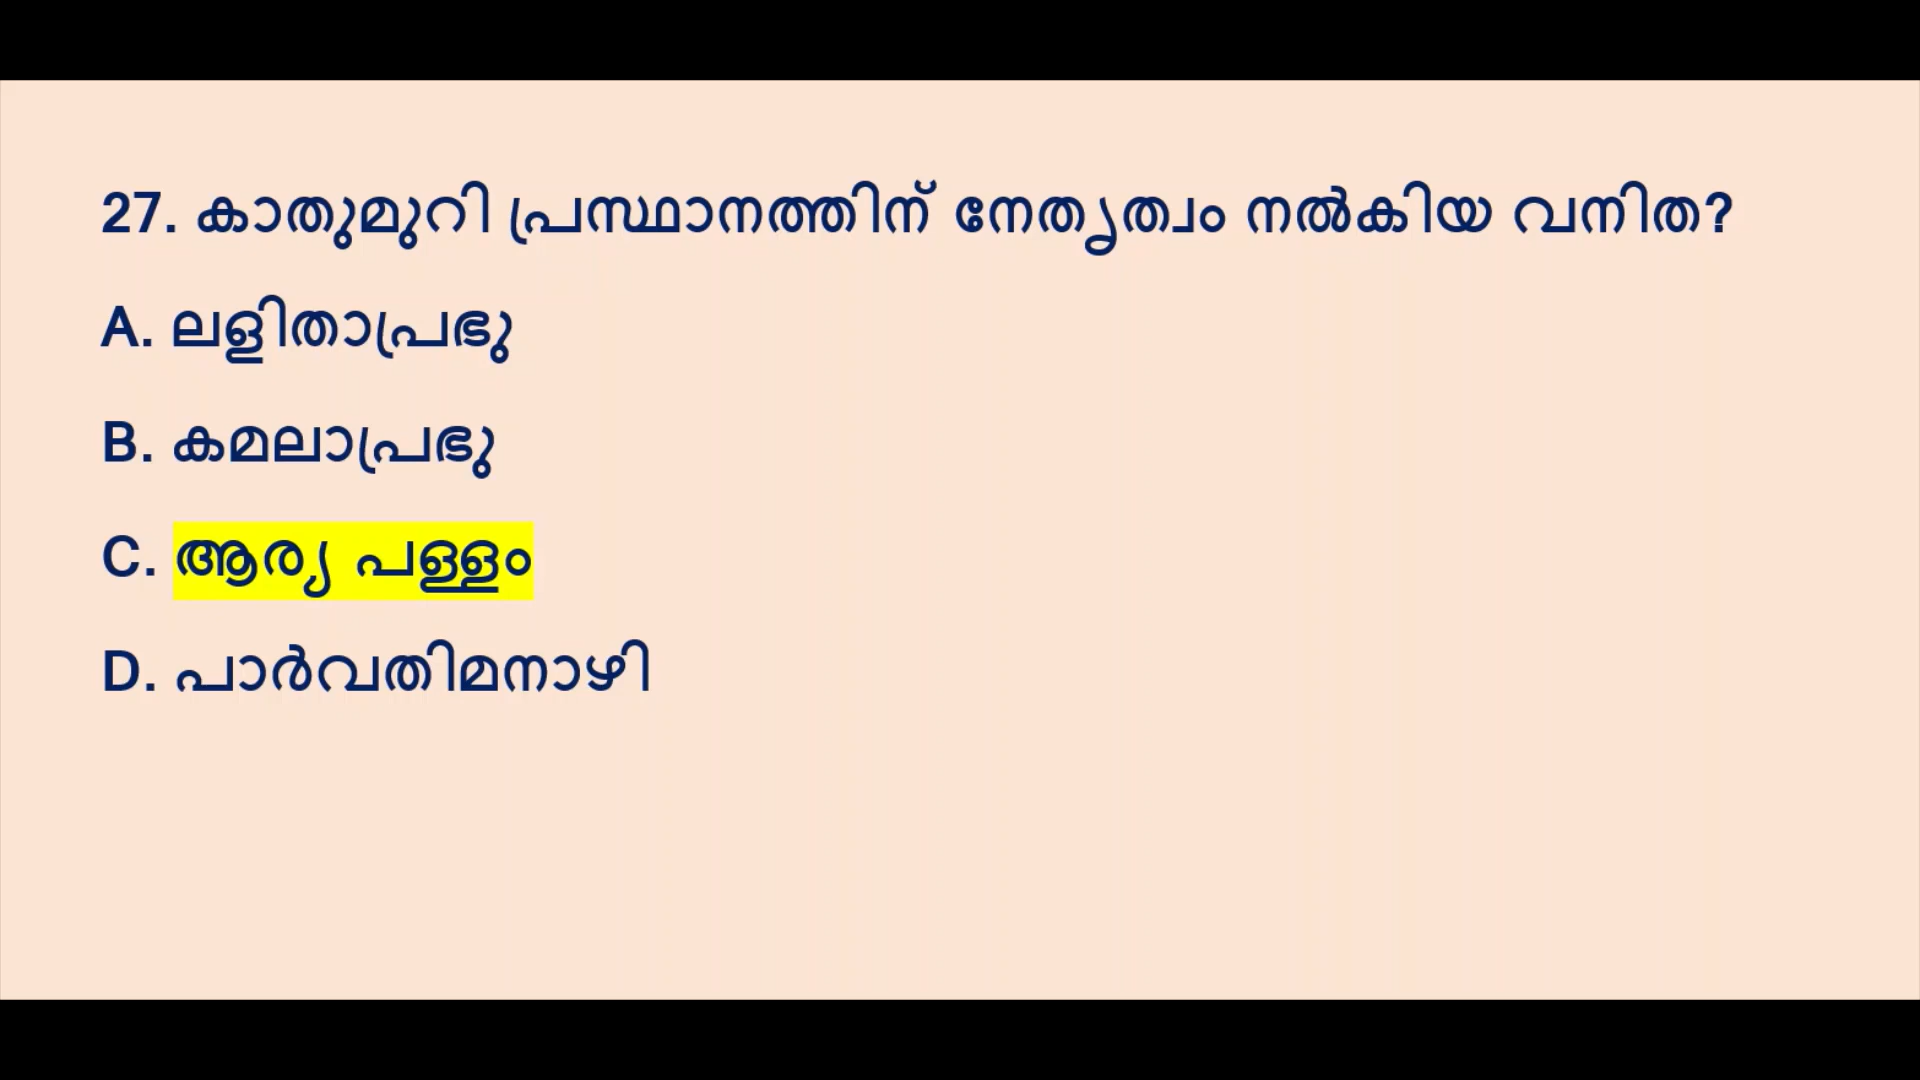 27. കാതുമുറി പ്രസ്ഥാനത്തിന് നേതൃത്വം നൽകിയ വനിത?
A. ലളിതാപ്രഭു
B. കമലാപ്രഭു
C. ആര്യ പള്ളം
D. പാർവതിമനാഴി